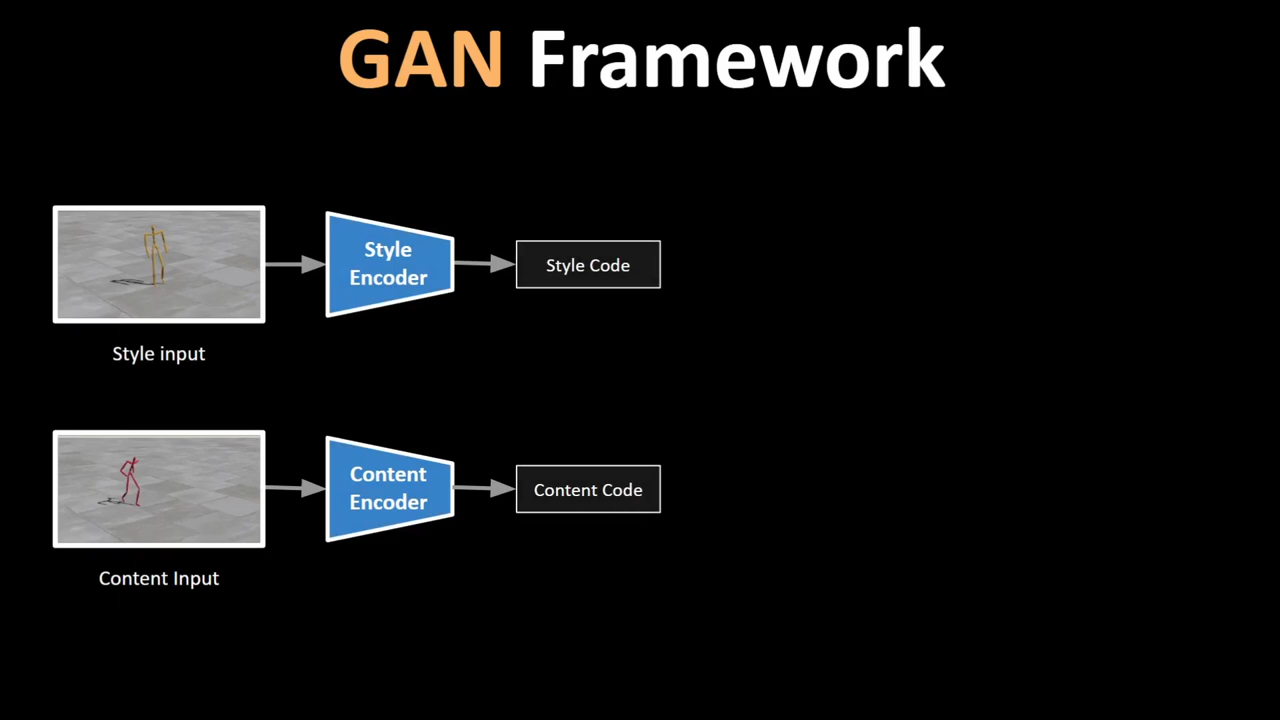 GAN Framework
Style
Encoder
Style Code
Style input
Content
Encoder
Content Code
Content Input